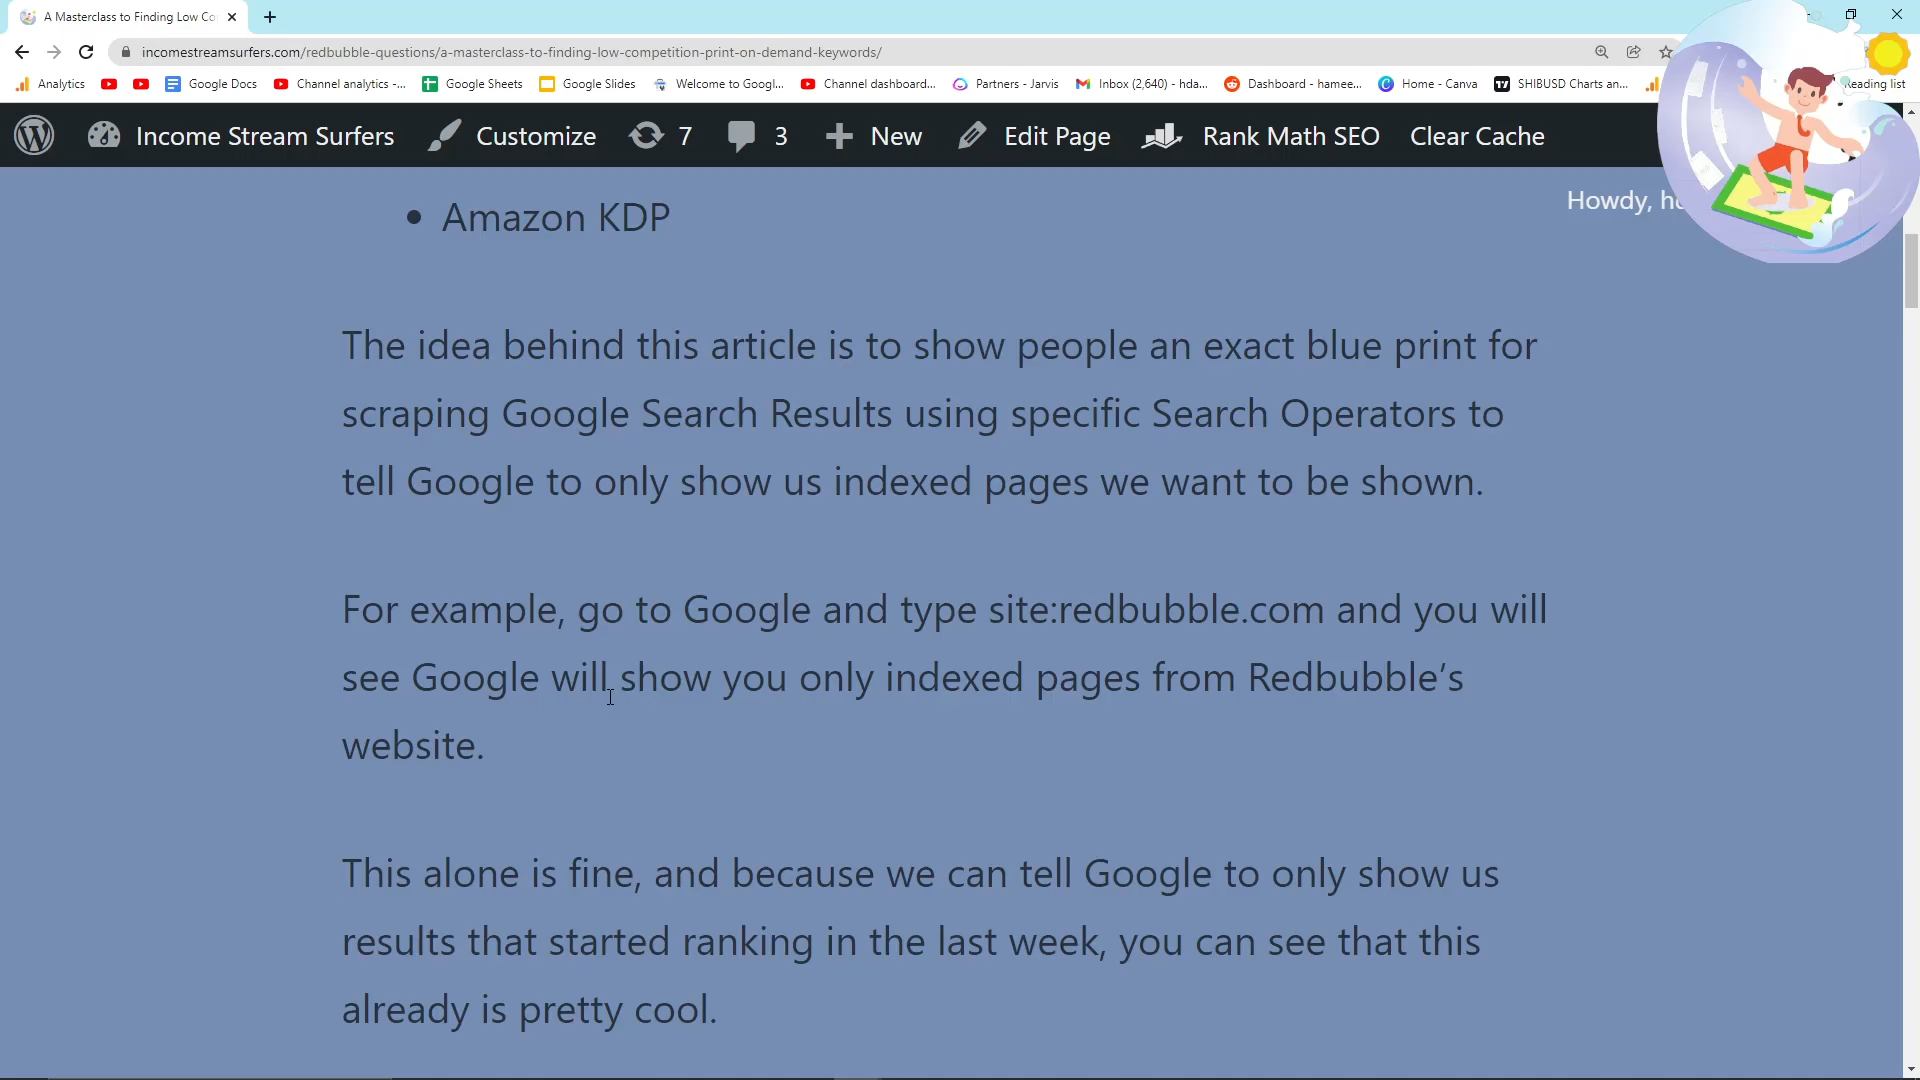 A Masterclass to Finding Low Co
incomestreamsurfers.com/redbubble-questions/a-masterclass-to-finding-low-competition-print-on-demand-keywords/
Analytics Google Docs Channel analytics -... Google Sheets Google Slides Welcome to Googl... Channel dashboard... Partners - Jarvis Inbox (2,640) - hda... Dashboard - hamee... Home - Canva SHIBUSD Charts an... Reading list
Income Stream Surfers Customize 7 3 New Edit Page Rank Math SEO Clear Cache
Howdy,
• Amazon KDP
The idea behind this article is to show people an exact blue print for
scraping Google Search Results using specific Search Operators to
tell Google to only show us indexed pages we want to be shown.
For example, go to Google and type site:redbubble.com and you will
see Google will show you only indexed pages from Redbubble’s
website.
This alone is fine, and because we can tell Google to only show us
results that started ranking in the last week, you can see that this
already is pretty cool.